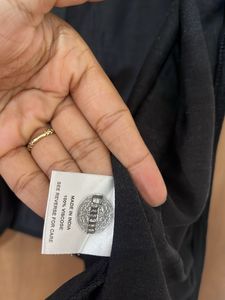 MADE IN INDIA
100% VISCOSE
SEE REVERSE FOR CARE